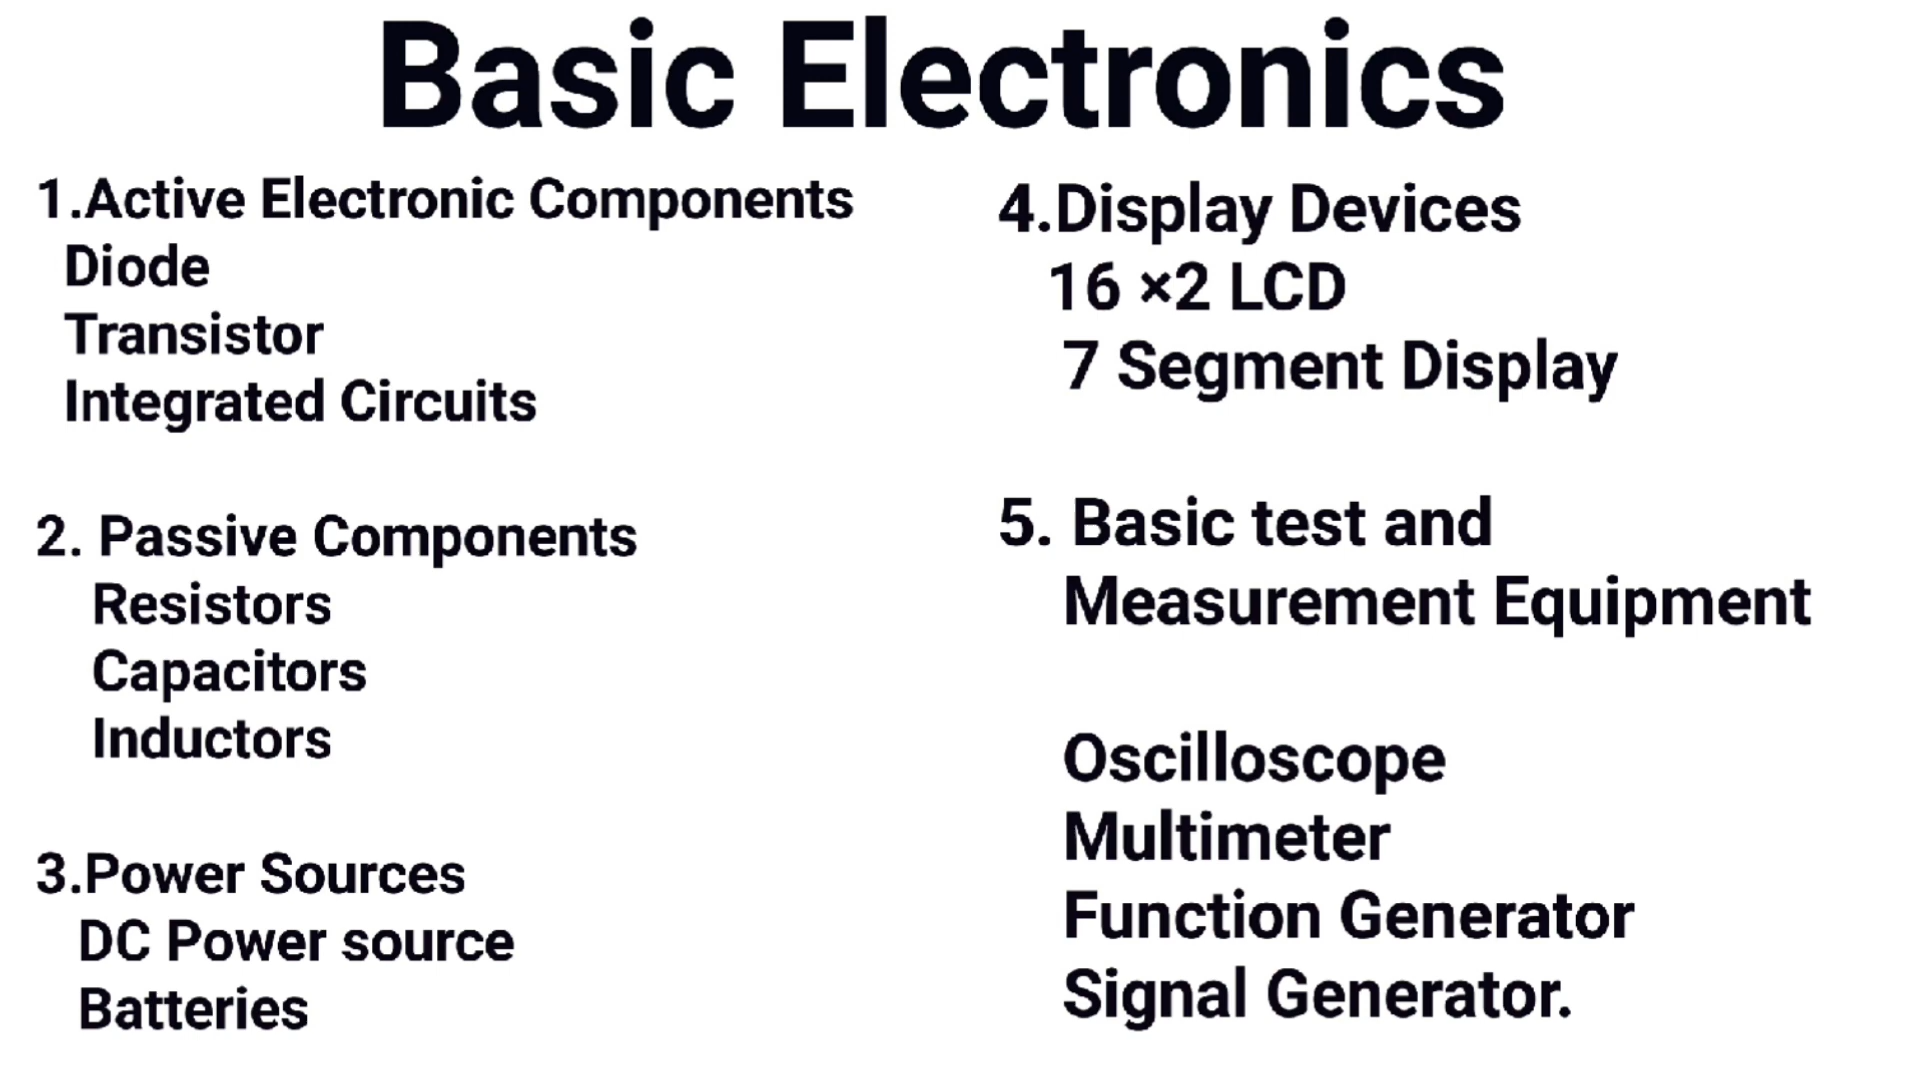 Basic Electronics
1.Active Electronic Components
Diode
Transistor
Integrated Circuits
2. Passive Components
Resistors
Capacitors
Inductors
3.Power Sources
DC Power source
Batteries
4.Display Devices
16 ×2 LCD
7 Segment Display
5. Basic test and
Measurement Equipment
Oscilloscope
Multimeter
Function Generator
Signal Generator.